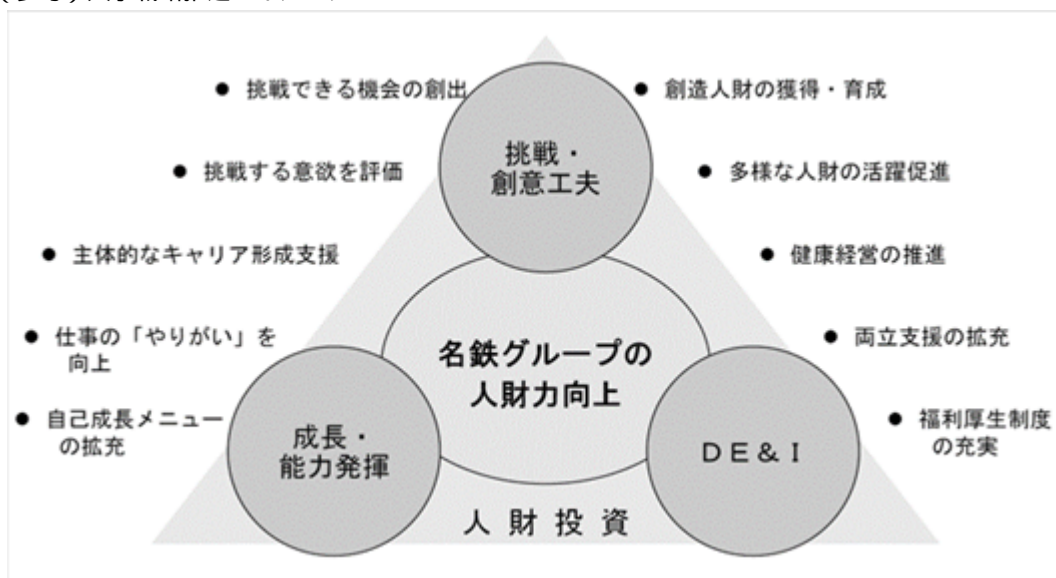 ● 挑戦できる機会の創出
● 創造人財の獲得・育成
挑戦・
創意工夫
● 挑戦する意欲を評価
● 多様な人財の活躍促進
● 主体的なキャリア形成支援
● 健康経営の推進
● 仕事の「やりがい」を
向上
● 両立支援の拡充
名鉄グループの
人財力向上
● 自己成長メニュー
の拡充
● 福利厚生制度
の充実
成長・
能力発揮
DE&I
人財投資